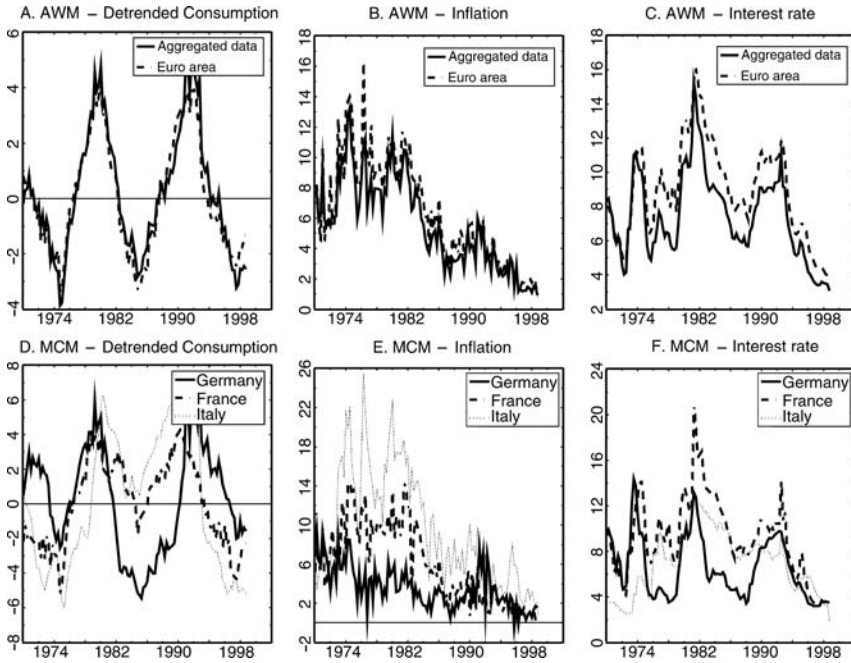 A. AWM – Detrended Consumption
B. AWM – Inflation
C. AWM – Interest rate
6
4
2
0
-2
-4
Aggregated data
Euro area
1974 1982 1990 1998
18
16
14
12
10
8
6
4
2
0
Aggregated data
Euro area
1974 1982 1990 1998
18
16
14
12
10
8
6
4
2
Aggregated data
Euro area
1974 1982 1990 1998
D. MCM – Detrended Consumption
E. MCM – Inflation
F. MCM – Interest rate
8
6
4
2
0
-2
-4
-6
-8
Germany
France
Italy
1974 1982 1990 1998
26
22
18
14
10
6
2
-2
Germany
France
Italy
1974 1982 1990 1998
24
20
16
12
8
4
0
Germany
France
Italy
1974 1982 1990 1998